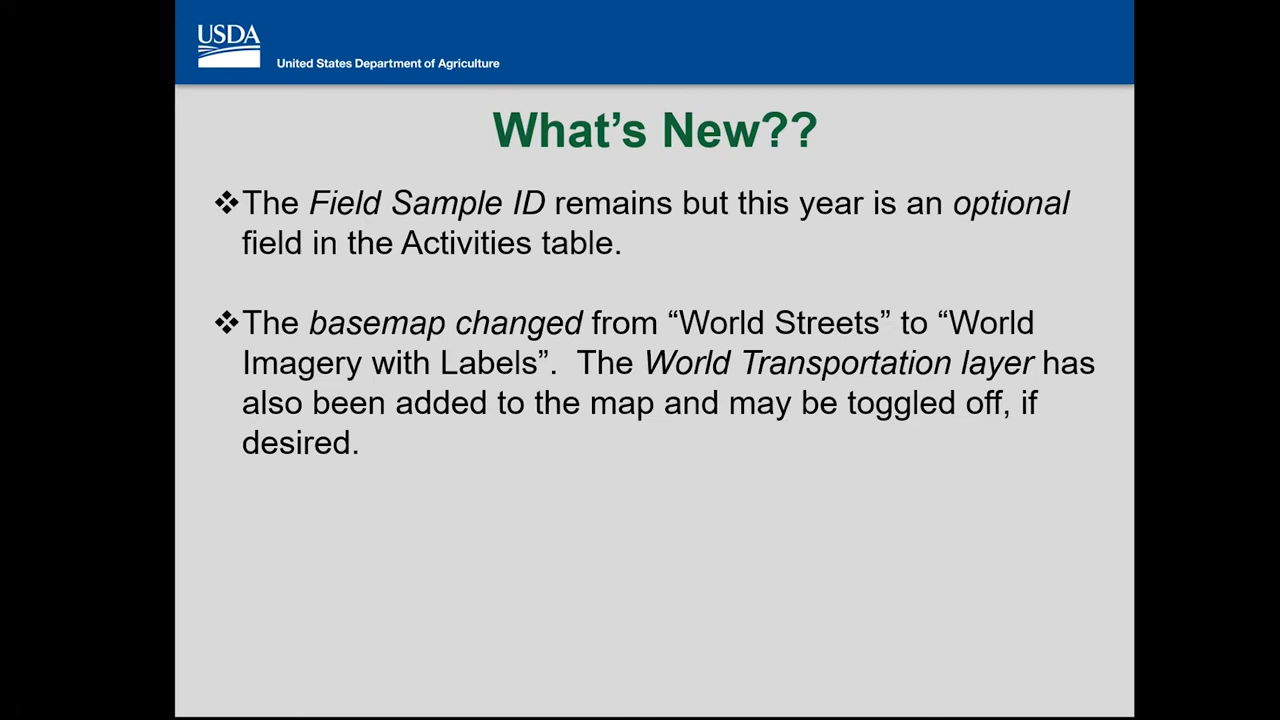 USDA
United States Department of Agriculture
What’s New??
❖The Field Sample ID remains but this year is an optional
field in the Activities table.
❖The basemap changed from “World Streets” to “World
Imagery with Labels”.  The World Transportation layer has
also been added to the map and may be toggled off, if
desired.